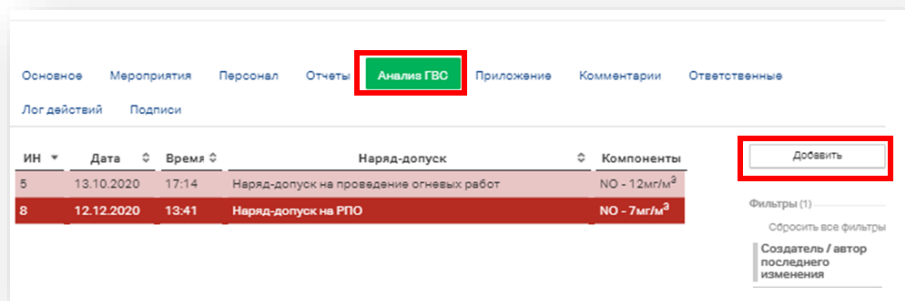 Основное Мероприятия Персонал Отчеты Анализ ГВС Приложение Комментарии Ответственные
Лог действий Подписи
ИН Дата Время Наряд-допуск Компоненты
5 13.10.2020 17:14 Наряд-допуск на проведение огневых работ NO - 12мг/м³
8 12.12.2020 13:41 Наряд-допуск на РПО NO - 7мг/м³
Добавить
Фильтры (1)
Сбросить все фильтры
Создатель / автор
последнего
изменения